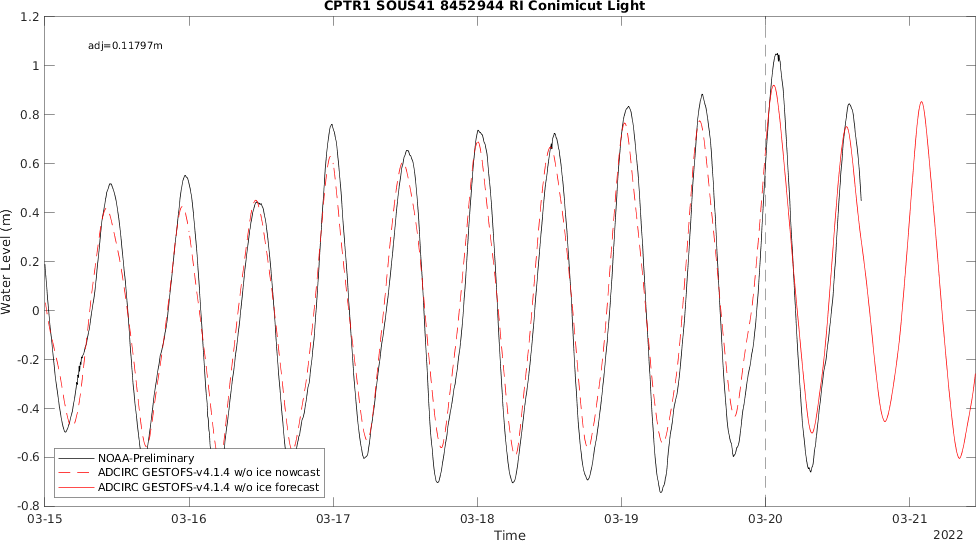 CPTR1 SOUS41 8452944 RI Conimicut Light
adj=0.11797m
1.2
1
0.8
0.6
0.4
0.2
0
-0.2
-0.4
-0.6
-0.8
Water Level (m)
NOAA-Preliminary
ADCIRC GESTOFS-v4.1.4 w/o ice nowcast
ADCIRC GESTOFS-v4.1.4 w/o ice forecast
03-15 03-16 03-17 03-18 03-19 03-20 03-21
Time
2022